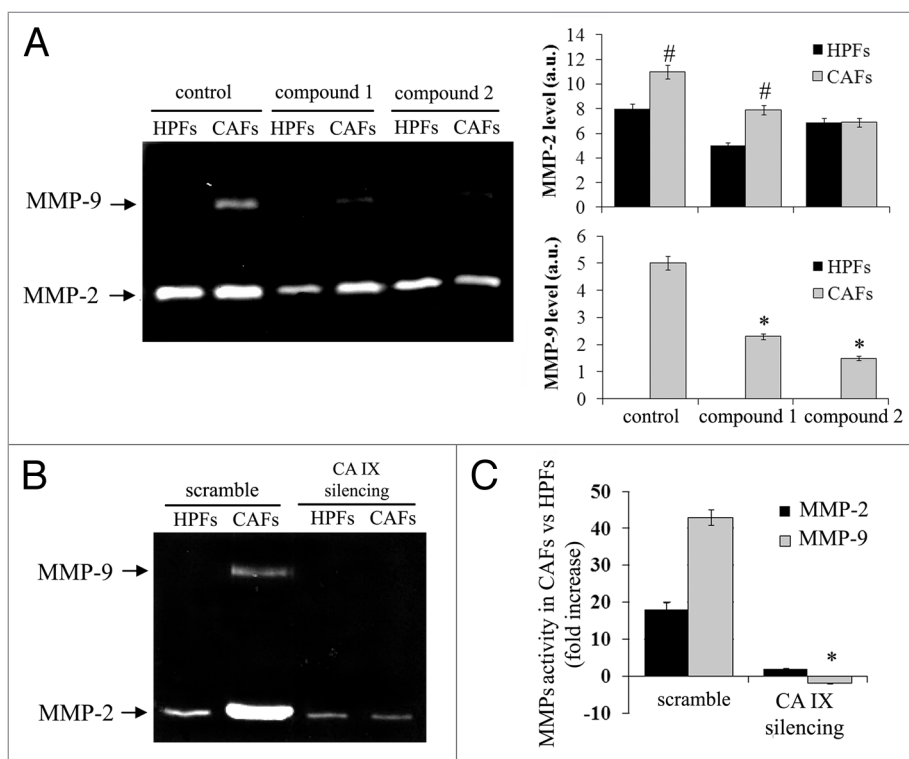 A
control compound 1 compound 2
HPFs CAFs HPFs CAFs HPFs CAFs
MMP-9
MMP-2
MMP-2 level (a.u.)
14
12
10
8
6
4
2
0
# #
HPFs
CAFs
MMP-9 level (a.u.)
6
5
4
3
2
1
0
* *
HPFs
CAFs
control compound 1 compound 2
B
scramble
CA IX
silencing
HPFs CAFs HPFs CAFs
MMP-9
MMP-2
C
MMPs activity in CAFs vs HPFs
(fold increase)
50
40
30
20
10
0
-10
MMP-2
MMP-9
*
scramble
CA IX
silencing